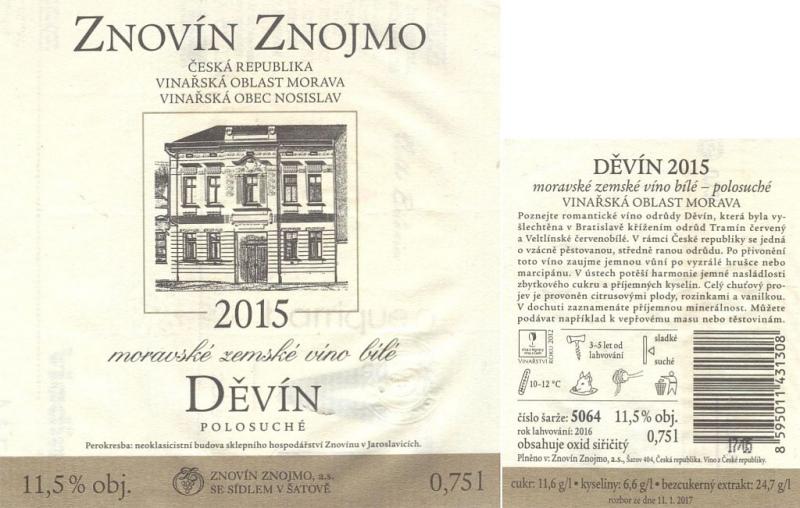 ZNOVÍN ZNOJMO
ČESKÁ REPUBLIKA
VINAŘSKÁ OBLAST MORAVA
VINAŘSKÁ OBEC NOSISLAV
2015
moravské zemské víno bílé
DĚVÍN
POLOSUCHÉ
Perokresba: neoklasicistní budova sklepního hospodářství Znovínu v Jaroslavicích.
11,5 % obj.
ZNOVÍN ZNOJMO, a.s.
SE SÍDLEM V ŠATOVĚ
0,75 l
DĚVÍN 2015
moravské zemské víno bílé – polosuché
VINAŘSKÁ OBLAST MORAVA
Poznejte romantické víno odrůdy Děvín, která byla vy-
šlechtěna v Bratislavě křížením odrůd Tramín červený
a Veltlínské červenobílé. V rámci České republiky se jedná
o vzácně pěstovanou, středně ranou odrůdu. Po přivonění
toto víno zaujme jemnou vůní po vyzrálé hrušce nebo
marcipánu. V ústech potěší harmonie jemné nasládlosti
zbytkového cukru a příjemných kyselin. Celý chuťový pro-
jev je provoněn citrusovými plody, rozinkami a vanilkou.
V dochuti zaznamenáte příjemnou minerálnost. Můžete
podávat například k vepřovému masu nebo těstovinám.
VINAŘSTVÍ
ROKU 2012
3–5 let od
lahvování
sladké
suché
10–12 °C
číslo šarže: 5064
11,5 % obj.
rok lahvování: 2016
0,75l
obsahuje oxid siřičitý
8 595011 431308
17/05
Plněno v: Znovín Znojmo, a.s., Šatov 404, Česká republika. Víno z České republiky.
cukr: 11,6 g/l • kyseliny: 6,6 g/l • bezcukerný extrakt: 24,7 g/l
rozbor ze dne 11. 1. 2017